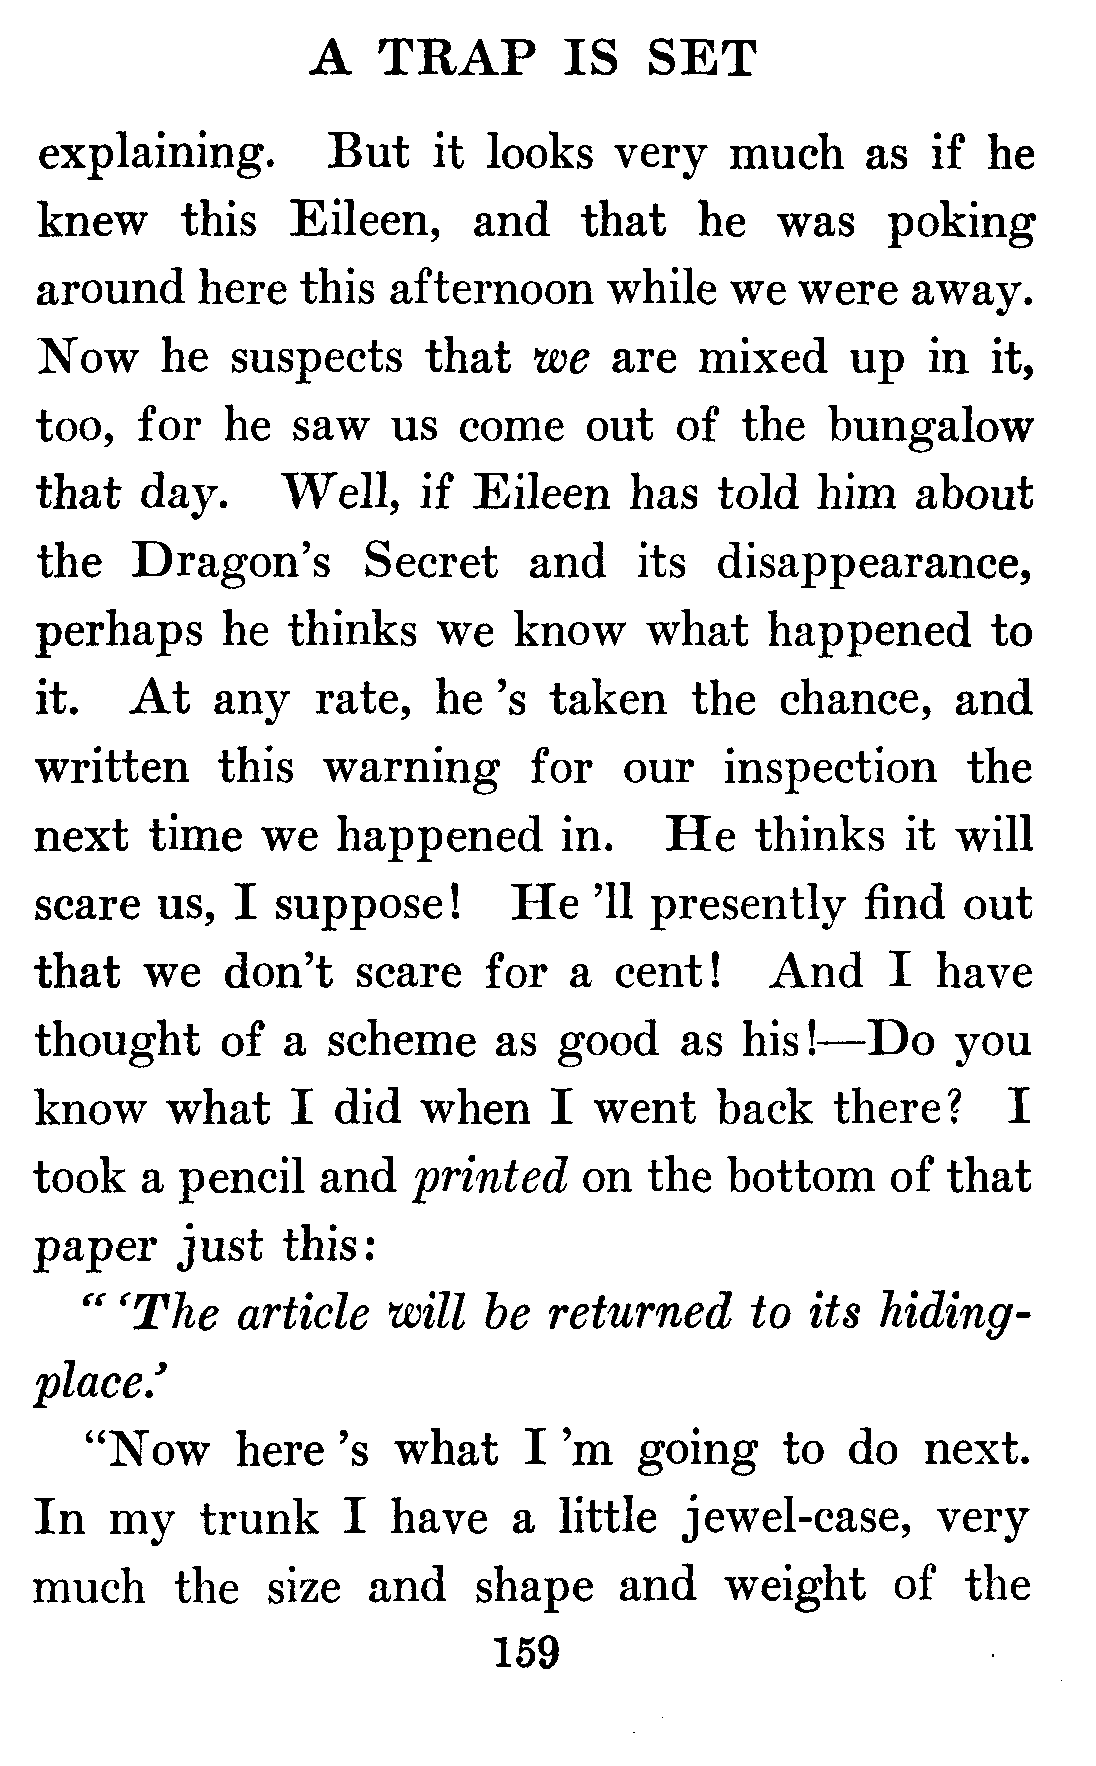 A TRAP IS SET
explaining. But it looks very much as if he
knew this Eileen, and that he was poking
around here this afternoon while we were away.
Now he suspects that we are mixed up in it,
too, for he saw us come out of the bungalow
that day. Well, if Eileen has told him about
the Dragon's Secret and its disappearance,
perhaps he thinks we know what happened to
it. At any rate, he 's taken the chance, and
written this warning for our inspection the
next time we happened in. He thinks it will
scare us, I suppose! He 'll presently find out
that we don't scare for a cent! And I have
thought of a scheme as good as his!—Do you
know what I did when I went back there? I
took a pencil and printed on the bottom of that
paper just this:
“ ‘The article will be returned to its hiding-
place.’
“Now here 's what I 'm going to do next.
In my trunk I have a little jewel-case, very
much the size and shape and weight of the
159